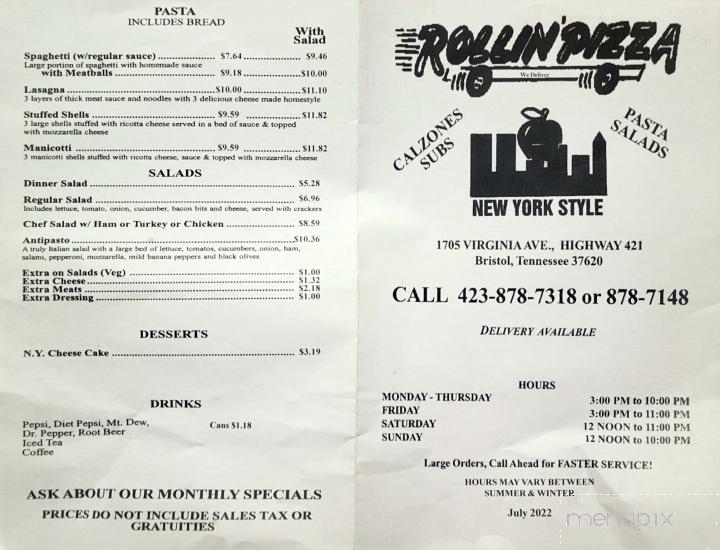 PASTA
INCLUDES BREAD
With
Salad
Spaghetti (w/regular sauce) $7.64 $9.46
Large portion of spaghetti with homemade sauce
with Meatballs $9.18 $10.00
Lasagna $10.00 $11.10
3 layers of thick meat sauce and noodles with 3 delicious cheese made homestyle
Stuffed Shells $9.59 $11.82
3 large shells stuffed with ricotta cheese served in a bed of sauce & topped
with mozzarella cheese
Manicotti $9.59 $11.82
3 manicotti shells stuffed with ricotta cheese, sauce & topped with mozzarella cheese
SALADS
Dinner Salad $5.28
Regular Salad $6.96
Includes lettuce, tomato, onion, cucumber, bacon bits and cheese, served with crackers
Chef Salad w/ Ham or Turkey or Chicken $8.59
Antipasto $10.36
A truly Italian salad with a large bed of lettuce, tomatos, cucumbers, onion, ham,
salami, pepperoni, mozzarella, mild banana peppers and black olives
Extra on Salads (Veg) $1.00
Extra Cheese $1.32
Extra Meats $2.18
Extra Dressing $1.00
DESSERTS
N.Y. Cheese Cake $3.19
DRINKS
Pepsi, Diet Pepsi, Mt. Dew, Cans $1.18
Dr. Pepper, Root Beer
Iced Tea
Coffee
ASK ABOUT OUR MONTHLY SPECIALS
PRICES DO NOT INCLUDE SALES TAX OR
GRATUITIES
ROLLIN' PIZZA
We Deliver
CALZONES
SUBS
PASTA
SALADS
NEW YORK STYLE
1705 VIRGINIA AVE., HIGHWAY 421
Bristol, Tennessee 37620
CALL 423-878-7318 or 878-7148
DELIVERY AVAILABLE
HOURS
MONDAY - THURSDAY 3:00 PM to 10:00 PM
FRIDAY 3:00 PM to 11:00 PM
SATURDAY 12 NOON to 11:00 PM
SUNDAY 12 NOON to 10:00 PM
Large Orders, Call Ahead for FASTER SERVICE!
HOURS MAY VARY BETWEEN
SUMMER & WINTER.
July 2022
menupix